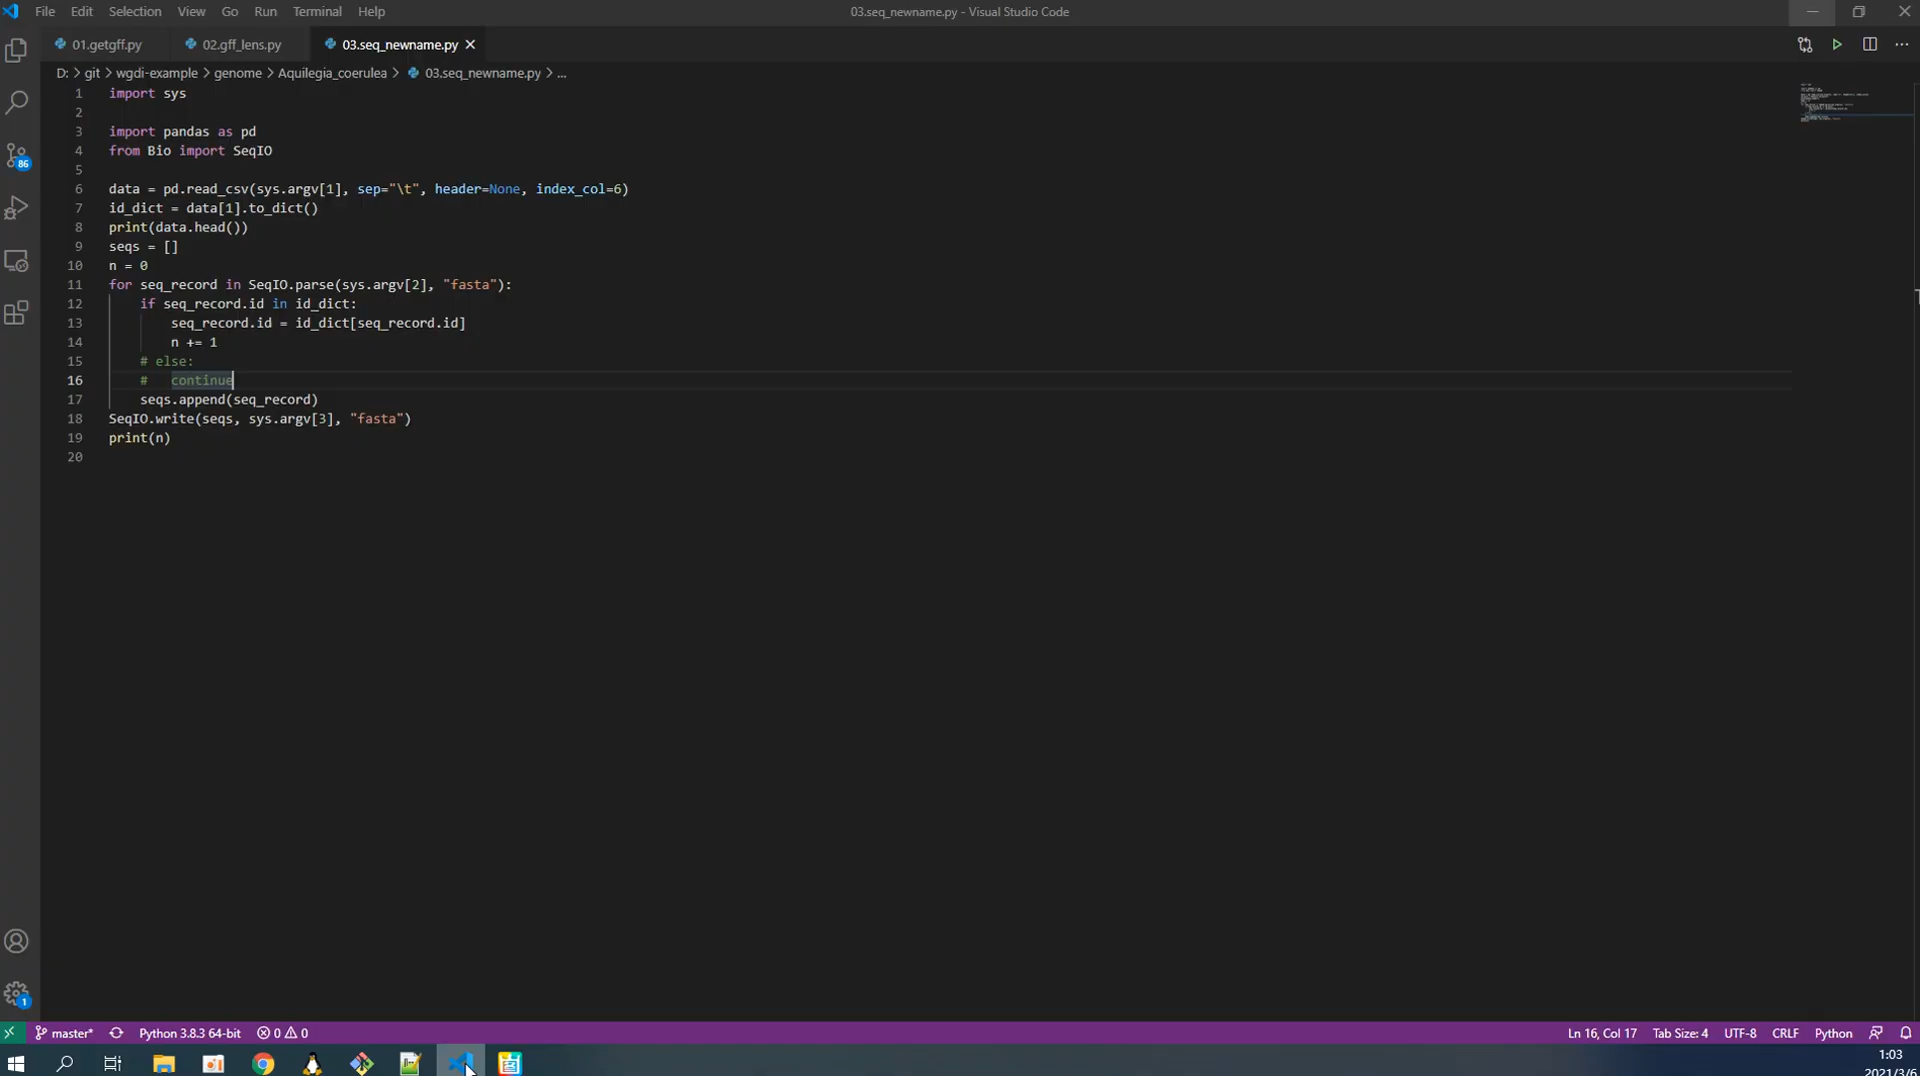 File Edit Selection View Go Run Terminal Help 03.seq_newname.py - Visual Studio Code
01.getgff.py 02.gff_lens.py 03.seq_newname.py
D: > git > wgdi-example > genome > Aquilegia_coerulea > 03.seq_newname.py > ...
1 import sys
2
3 import pandas as pd
4 from Bio import SeqIO
5
6 data = pd.read_csv(sys.argv[1], sep="\t", header=None, index_col=6)
7 id_dict = data[1].to_dict()
8 print(data.head())
9 seqs = []
10 n = 0
11 for seq_record in SeqIO.parse(sys.argv[2], "fasta"):
12 if seq_record.id in id_dict:
13 seq_record.id = id_dict[seq_record.id]
14 n += 1
15 # else:
16 # continue
17 seqs.append(seq_record)
18 SeqIO.write(seqs, sys.argv[3], "fasta")
19 print(n)
20
86
1
master* Python 3.8.3 64-bit 0 0 Ln 16, Col 17 Tab Size: 4 UTF-8 CRLF Python
1:03
2021/3/6